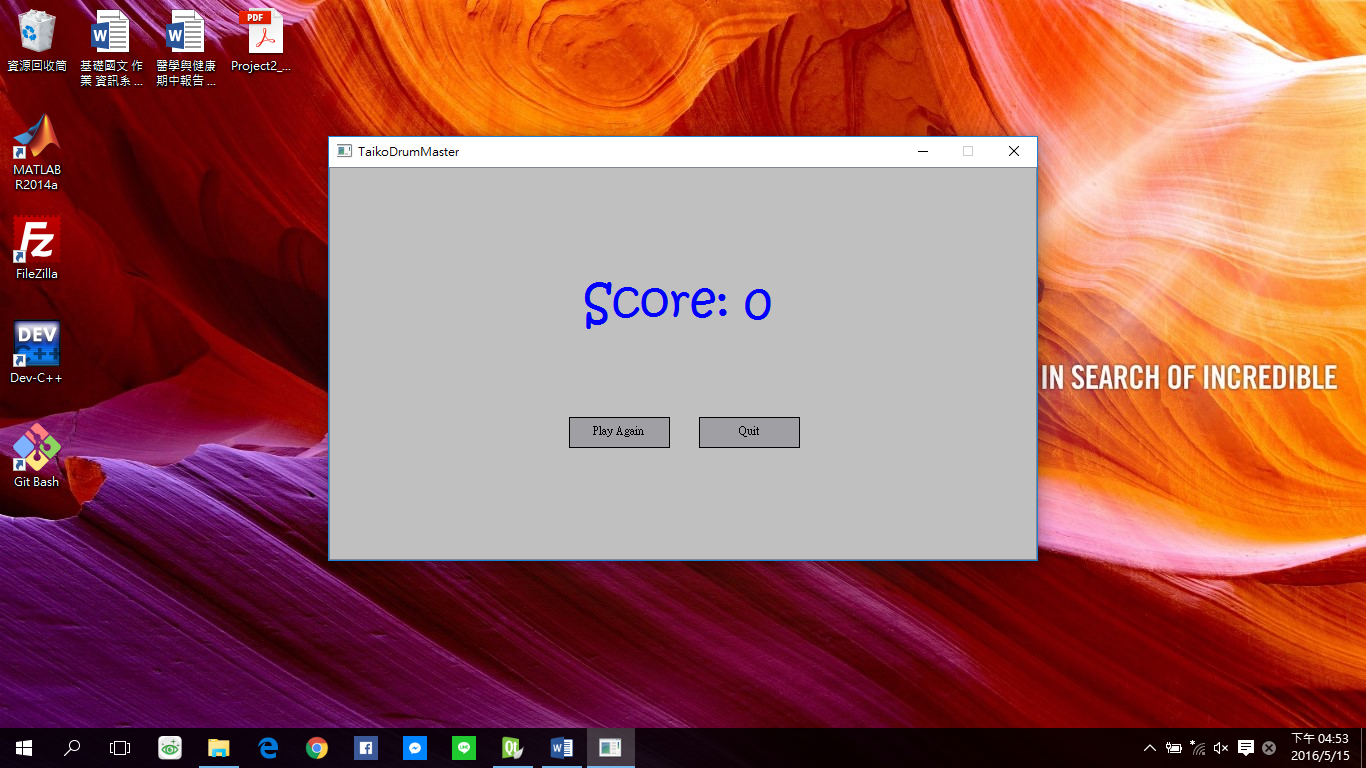 資源回收筒
基礎國文 作
業 資訊系 ...
醫學與健康
期中報告 ...
PDF
Project2_...
MATLAB
R2014a
Fz
FileZilla
DEV
C++
Dev-C++
Git Bash
TaikoDrumMaster
Score: 0
Play Again
Quit
IN SEARCH OF INCREDIBLE
下午 04:53
2016/5/15